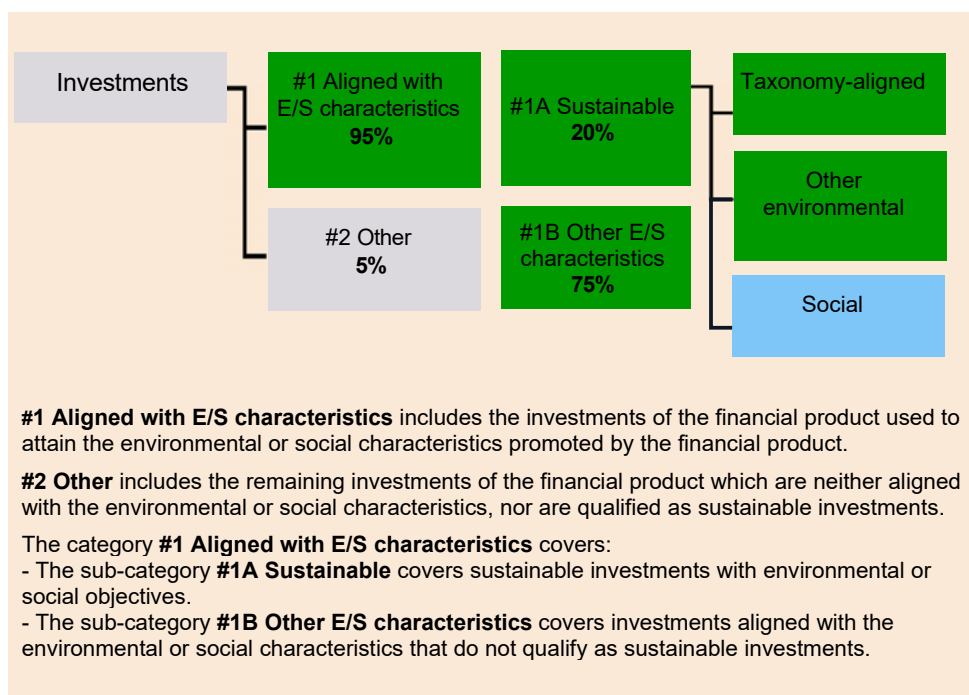 Investments
#1 Aligned with
E/S characteristics
95%
#2 Other
5%
#1A Sustainable
20%
#1B Other E/S
characteristics
75%
Taxonomy-aligned
Other
environmental
Social
#1 Aligned with E/S characteristics includes the investments of the financial product used to
attain the environmental or social characteristics promoted by the financial product.
#2 Other includes the remaining investments of the financial product which are neither aligned
with the environmental or social characteristics, nor are qualified as sustainable investments.
The category #1 Aligned with E/S characteristics covers:
- The sub-category #1A Sustainable covers sustainable investments with environmental or
social objectives.
- The sub-category #1B Other E/S characteristics covers investments aligned with the
environmental or social characteristics that do not qualify as sustainable investments.